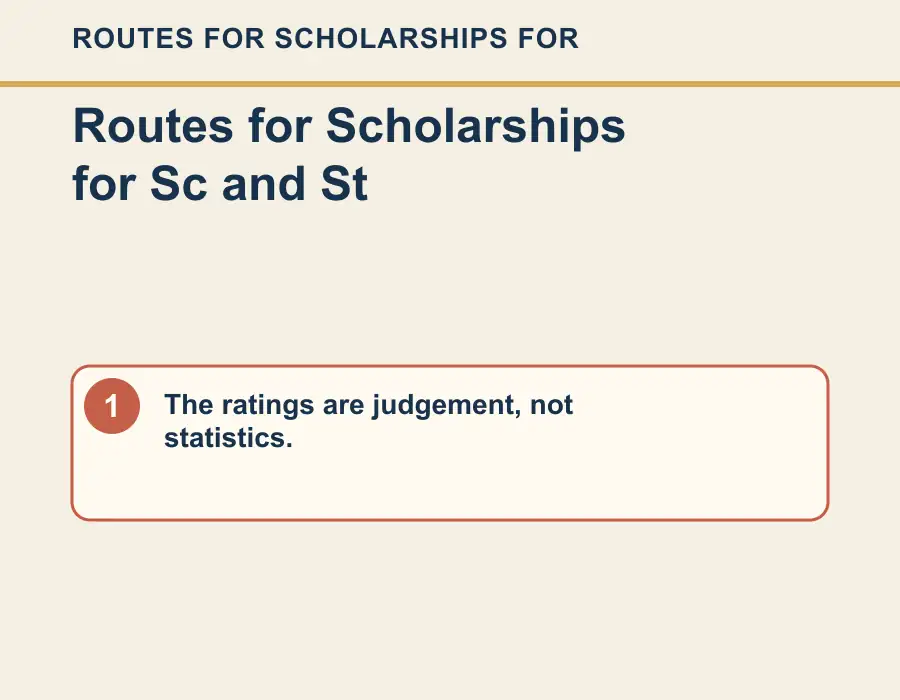 ROUTES FOR SCHOLARSHIPS FOR
Routes for Scholarships
for Sc and St
1
The ratings are judgement, not
statistics.